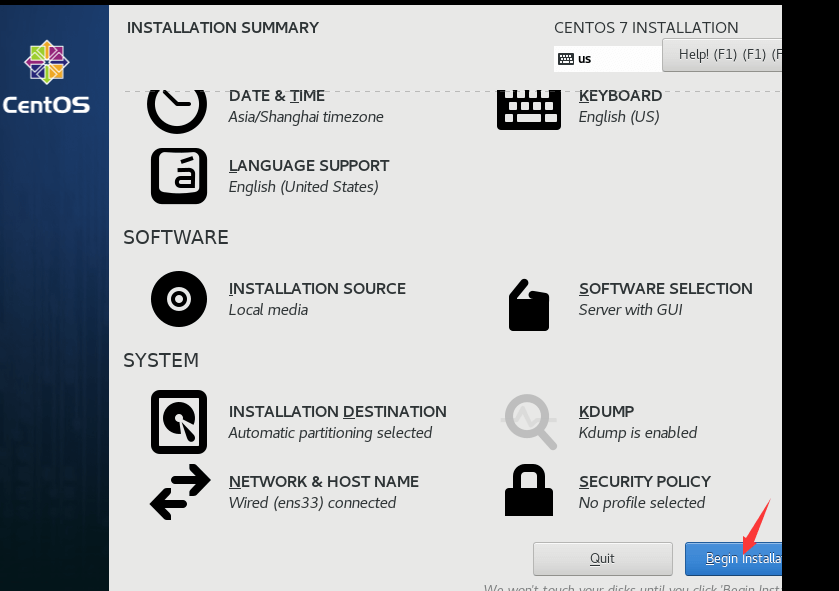 INSTALLATION SUMMARY
CENTOS 7 INSTALLATION
us
Help! (F1) (F1) (F
CentOS
DATE & TIME
Asia/Shanghai timezone
KEYBOARD
English (US)
LANGUAGE SUPPORT
English (United States)
SOFTWARE
INSTALLATION SOURCE
Local media
SOFTWARE SELECTION
Server with GUI
SYSTEM
INSTALLATION DESTINATION
Automatic partitioning selected
KDUMP
Kdump is enabled
NETWORK & HOST NAME
Wired (ens33) connected
SECURITY POLICY
No profile selected
Quit
Begin Installa
We won't touch your disks until you click 'Begin Inst